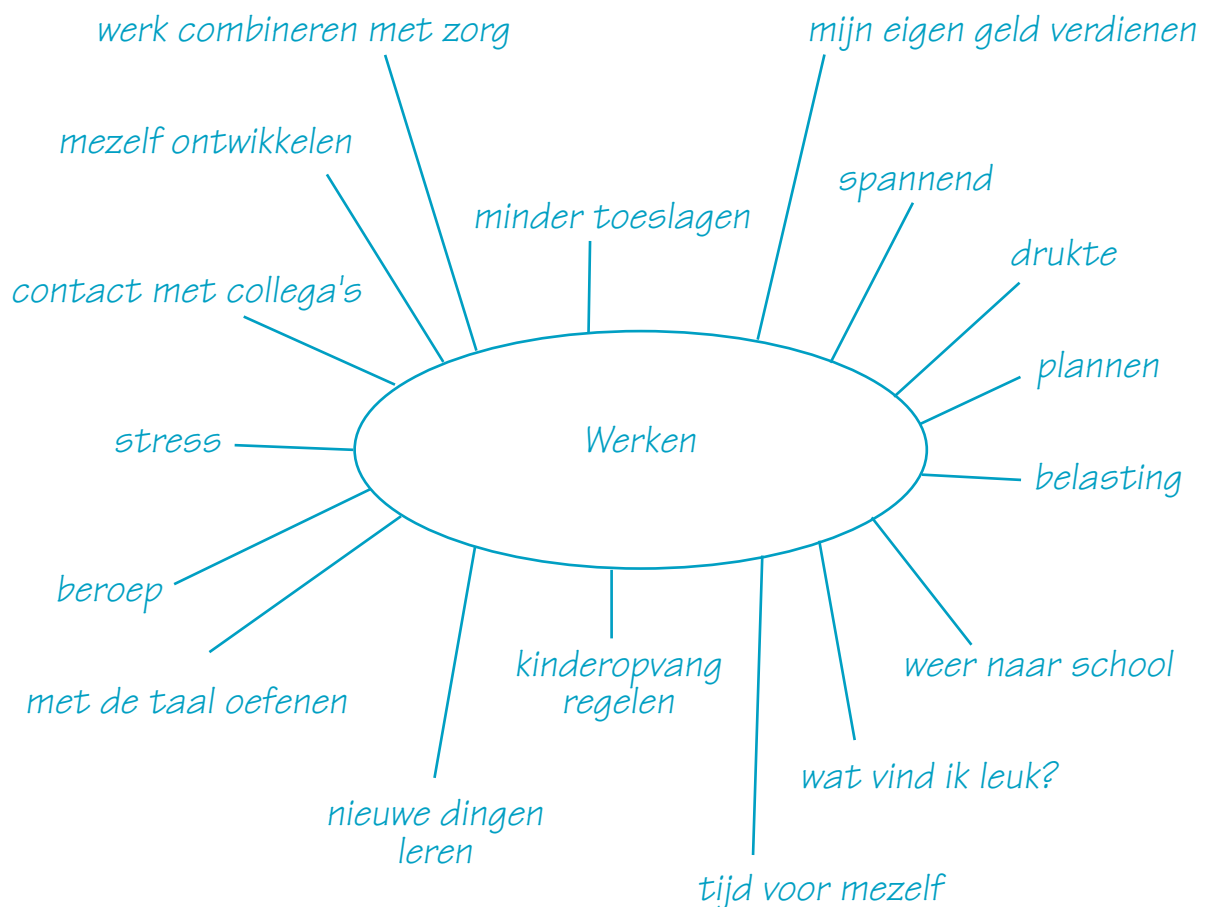 werk combineren met zorg
mijn eigen geld verdienen
mezelf ontwikkelen
spannend
minder toeslagen
drukte
contact met collega's
plannen
stress
Werken
belasting
beroep
kinderopvang
regelen
weer naar school
met de taal oefenen
wat vind ik leuk?
nieuwe dingen
leren
tijd voor mezelf